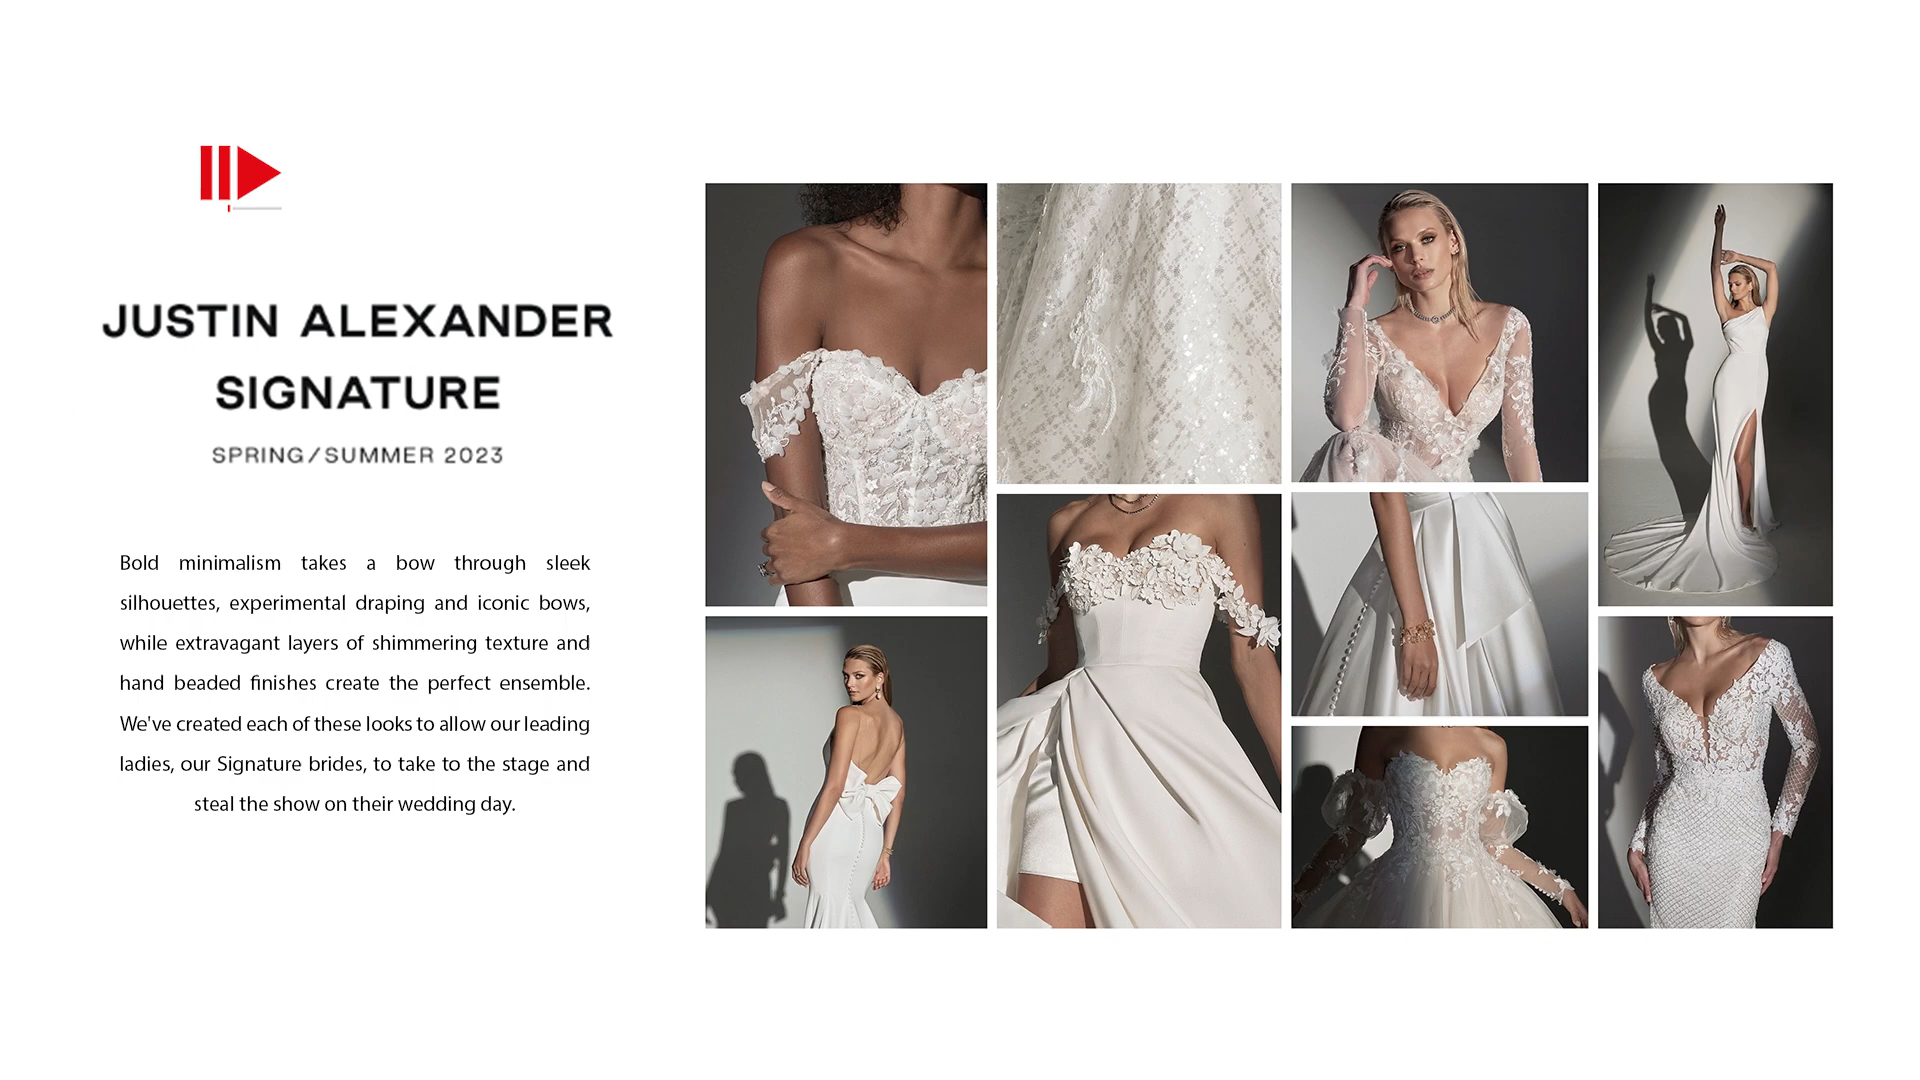 JUSTIN ALEXANDER
SIGNATURE
SPRING/SUMMER 2023
Bold minimalism takes a bow through sleek
silhouettes, experimental draping and iconic bows,
while extravagant layers of shimmering texture and
hand beaded finishes create the perfect ensemble.
We've created each of these looks to allow our leading
ladies, our Signature brides, to take to the stage and
steal the show on their wedding day.